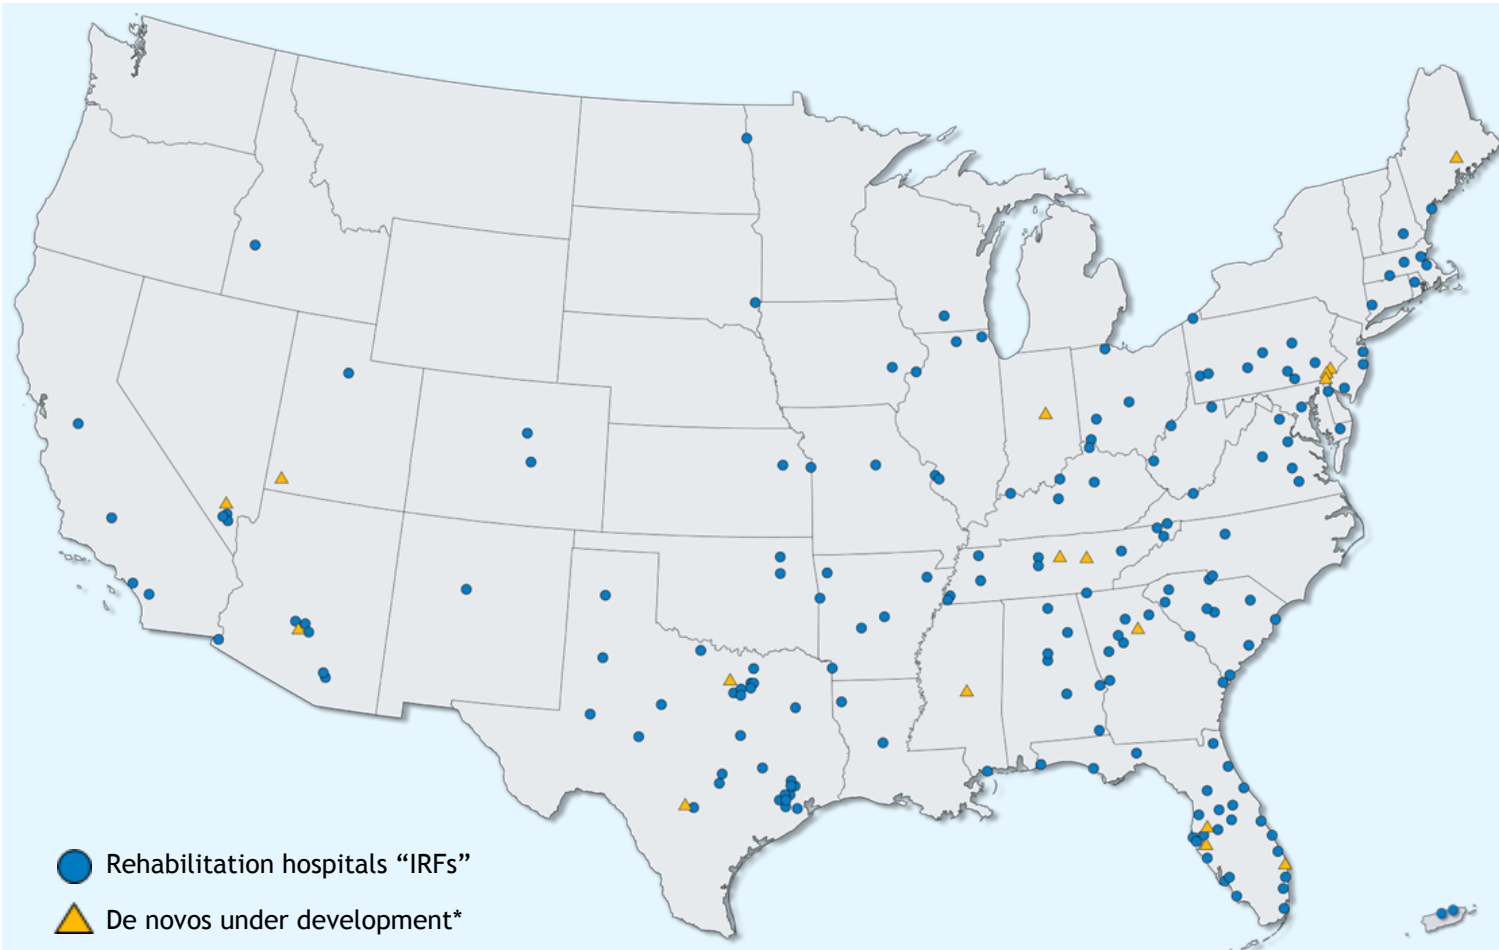 Rehabilitation hospitals “IRFs”
De novos under development*